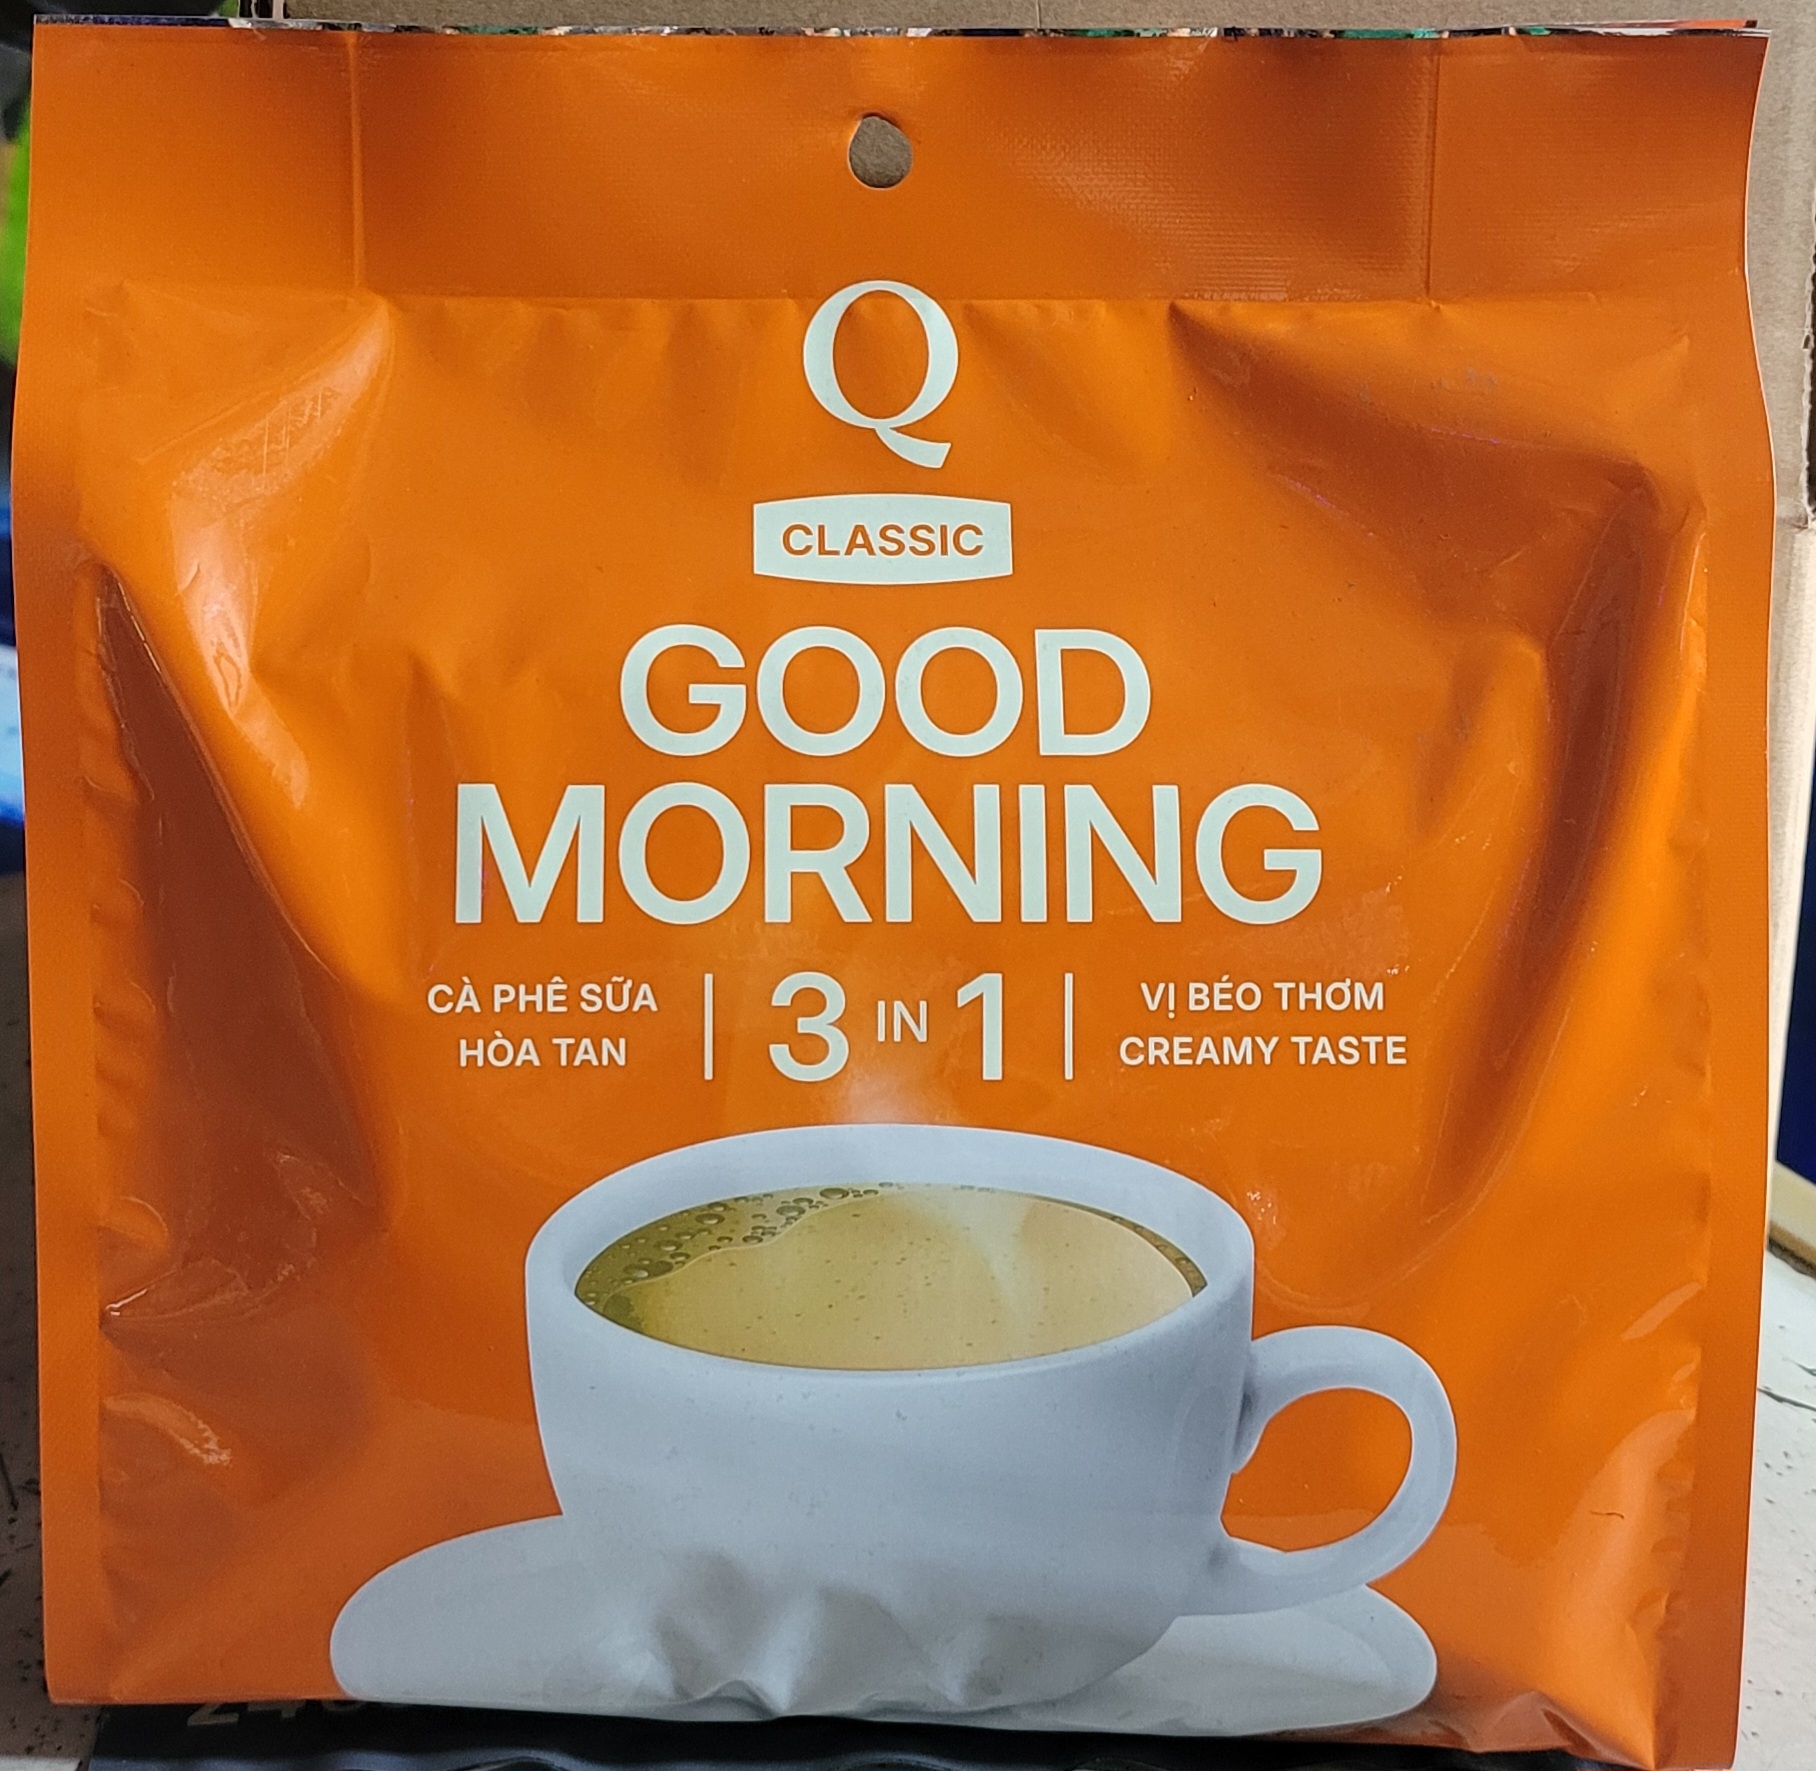 Q
CLASSIC
GOOD
MORNING
CÀ PHÊ SỮA
HÒA TAN
3 IN 1
VỊ BÉO THƠM
CREAMY TASTE